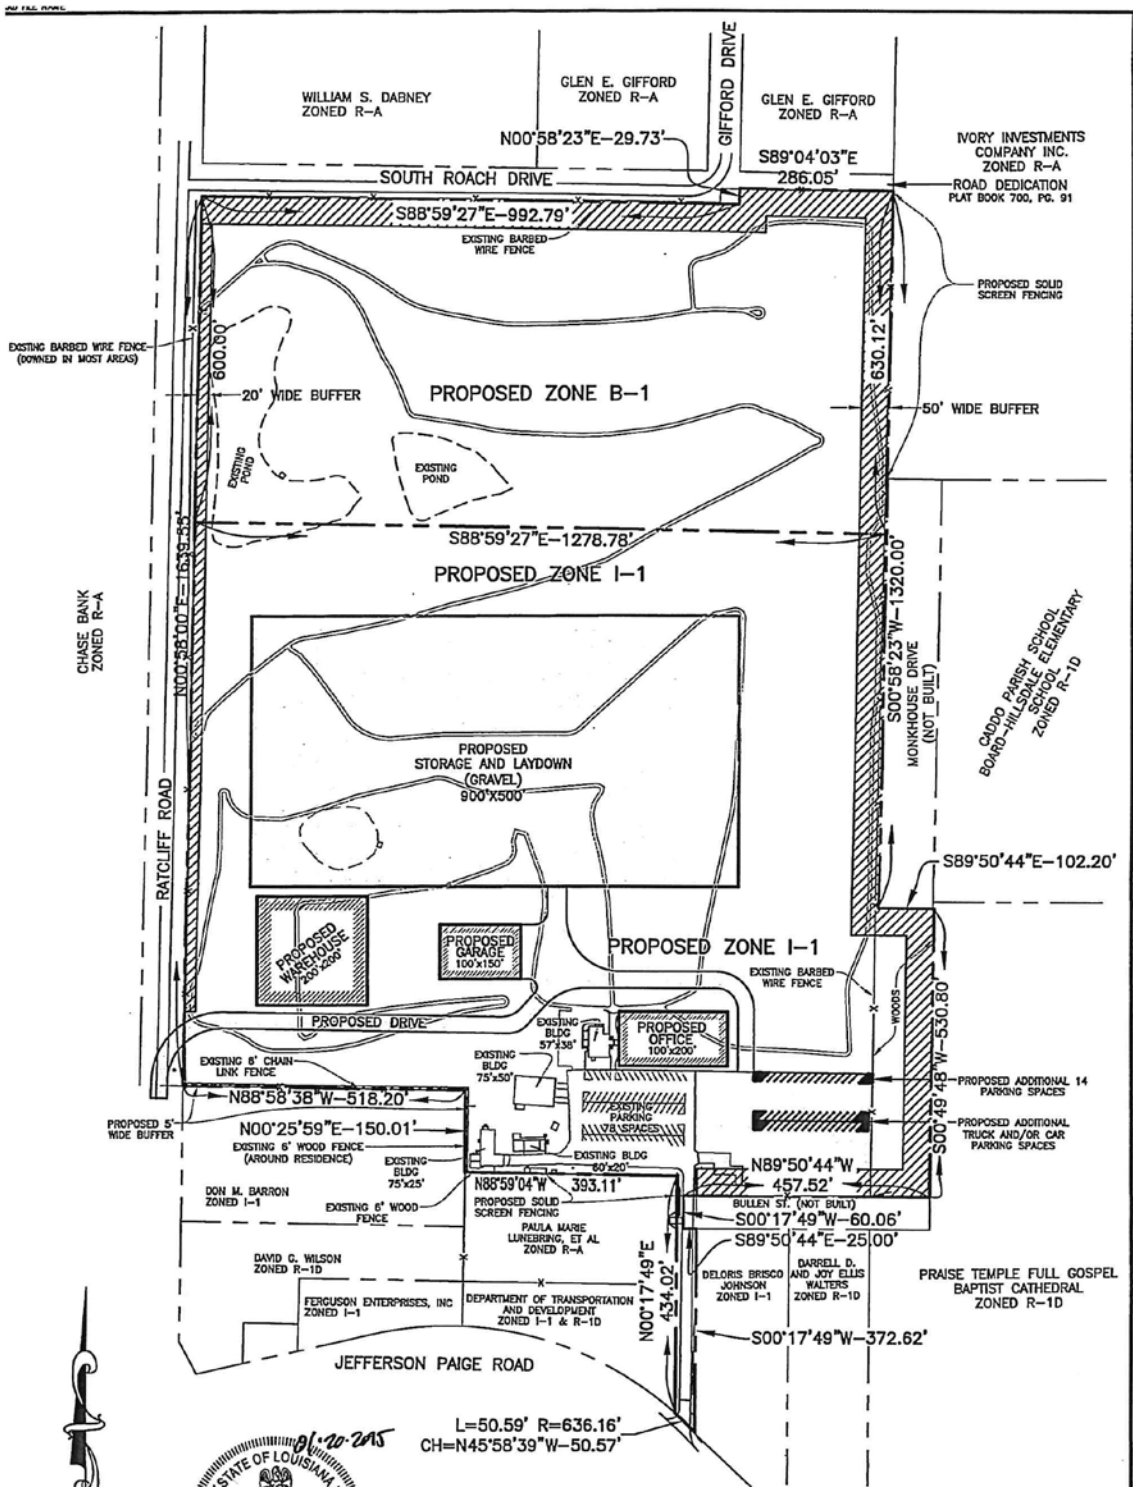 WILLIAM S. DABNEY
ZONED R-A
GLEN E. GIFFORD
ZONED R-A
GIFFORD DRIVE
GLEN E. GIFFORD
ZONED R-A
IVORY INVESTMENTS
COMPANY INC.
ZONED R-A
ROAD DEDICATION
PLAT BOOK 700, PG. 91
N00°58'23"E-29.73'
S89°04'03"E
286.05'
SOUTH ROACH DRIVE
S88°59'27"E-992.79'
EXISTING BARBED
WIRE FENCE
PROPOSED SOLID
SCREEN FENCING
EXISTING BARBED WIRE FENCE
(DOWNED IN MOST AREAS)
600.00'
630.12'
20' WIDE BUFFER
PROPOSED ZONE B-1
50' WIDE BUFFER
EXISTING
POND
EXISTING
POND
S88°59'27"E-1278.78'
PROPOSED ZONE I-1
N00°58'00"E-1639.55'
S00°58'23"W-1320.00'
MONKHOUSE DRIVE
(NOT BUILT)
CHASE BANK
ZONED R-A
CADDO PARISH SCHOOL
BOARD-HILLSDALE ELEMENTARY
SCHOOL
ZONED R-1D
PROPOSED
STORAGE AND LAYDOWN
(GRAVEL)
900'X500'
RATCLIFF ROAD
S89°50'44"E-102.20'
PROPOSED
WAREHOUSE
200'x200'
PROPOSED
GARAGE
100'x150'
PROPOSED ZONE I-1
EXISTING BARBED
WIRE FENCE
WOODS
S00°49'48"W-530.80'
PROPOSED DRIVE
EXISTING
BLDG
57'x38'
PROPOSED
OFFICE
100'x200'
EXISTING 6' CHAIN
LINK FENCE
EXISTING
BLDG
75'x50'
N88°58'38"W-518.20'
EXISTING
PARKING
78 SPACES
PROPOSED ADDITIONAL 14
PARKING SPACES
PROPOSED 5'
WIDE BUFFER
N00°25'59"E-150.01'
EXISTING 6' WOOD FENCE
(AROUND RESIDENCE)
PROPOSED ADDITIONAL
TRUCK AND/OR CAR
PARKING SPACES
EXISTING
BLDG
75'x25'
EXISTING BLDG
60'x20'
N89°50'44"W
457.52'
N88°59'04"W 393.11'
DON M. BARRON
ZONED I-1
EXISTING 6' WOOD
FENCE
PROPOSED SOLID
SCREEN FENCING
BULLEN ST. (NOT BUILT)
PAULA MARIE
LUNEBRING, ET AL
ZONED R-A
S00°17'49"W-60.06'
S89°50'44"E-25.00'
DAVID G. WILSON
ZONED R-1D
N00°17'49"E
434.02'
DELORIS BRISCO
JOHNSON
ZONED I-1
DARRELL D.
AND JOY ELLIS
WALTERS
ZONED R-1D
PRAISE TEMPLE FULL GOSPEL
BAPTIST CATHEDRAL
ZONED R-1D
FERGUSON ENTERPRISES, INC
ZONED I-1
DEPARTMENT OF TRANSPORTATION
AND DEVELOPMENT
ZONED I-1 & R-1D
S00°17'49"W-372.62'
JEFFERSON PAIGE ROAD
L=50.59' R=636.16'
CH=N45°58'39"W-50.57'
01-20-2015
STATE OF LOUISIANA